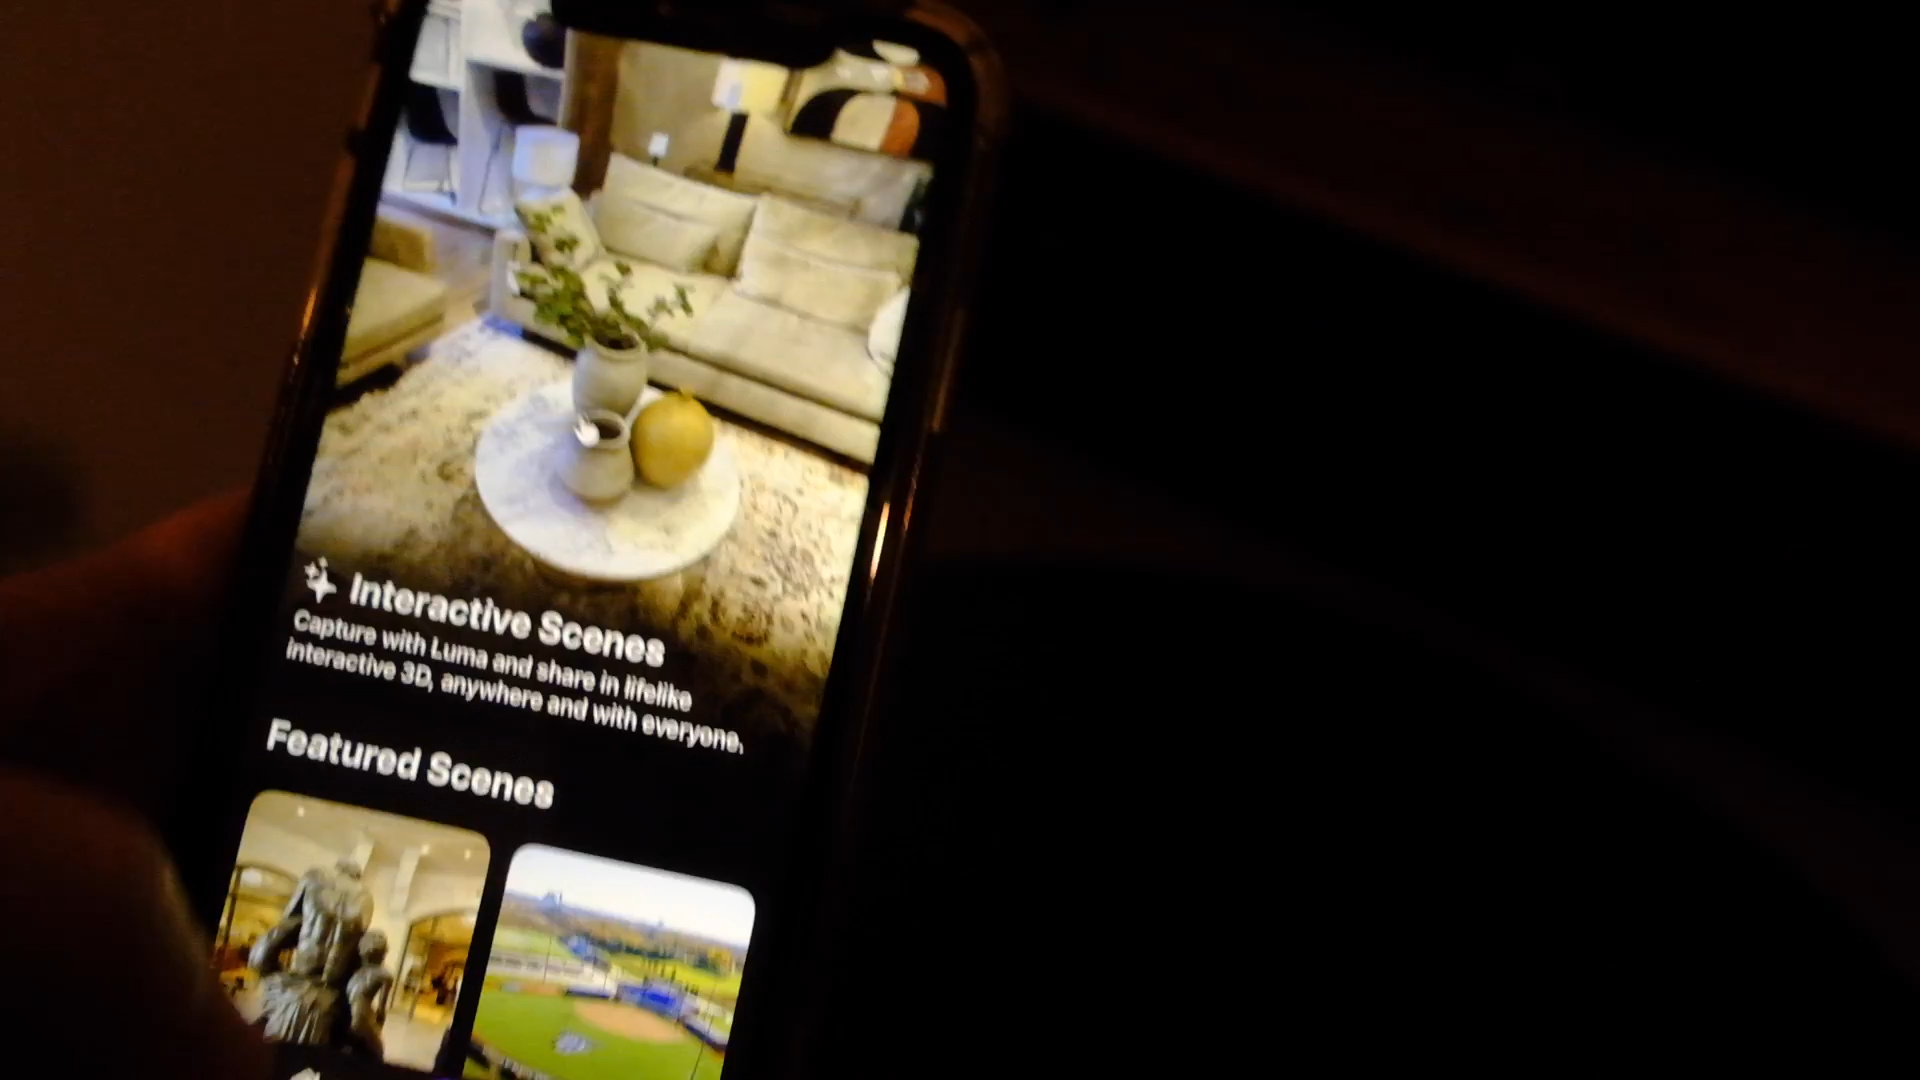 Interactive Scenes
Capture with Luma and share in lifelike
interactive 3D, anywhere and with everyone.
Featured Scenes